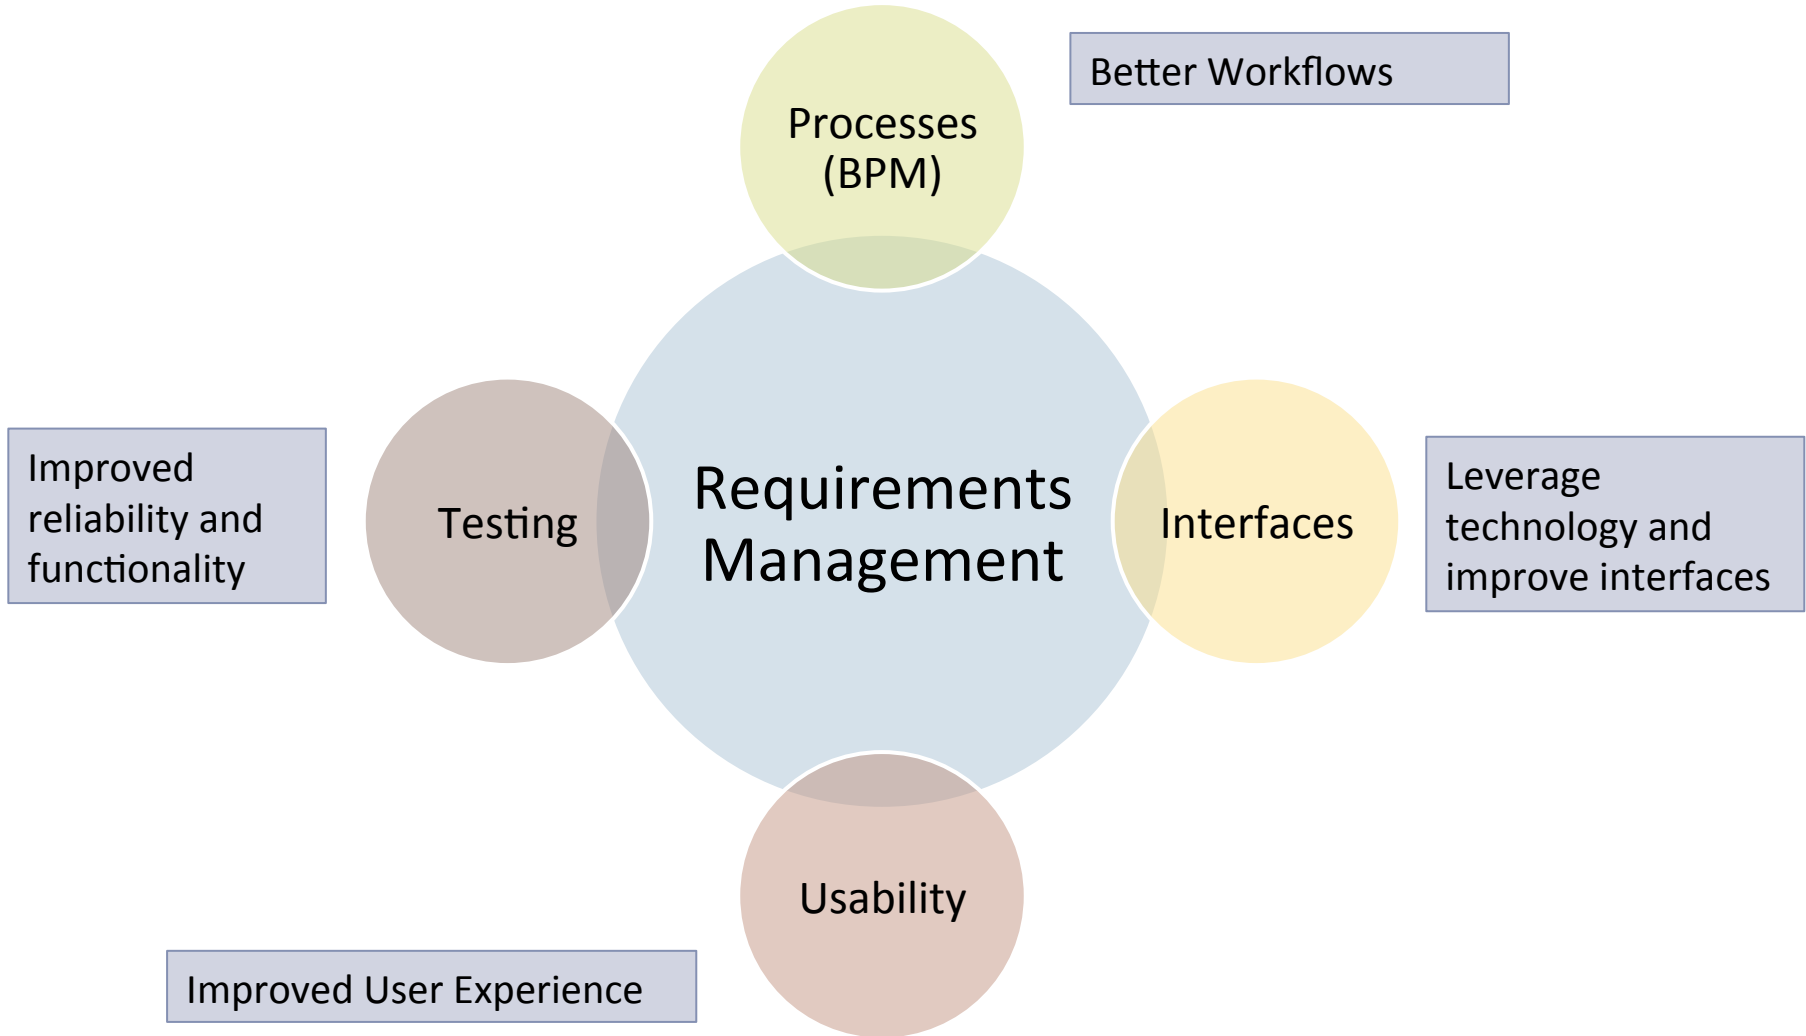 Better Workflows
Processes
(BPM)
Improved
reliability and
functionality
Testing
Requirements
Management
Interfaces
Leverage
technology and
improve interfaces
Usability
Improved User Experience